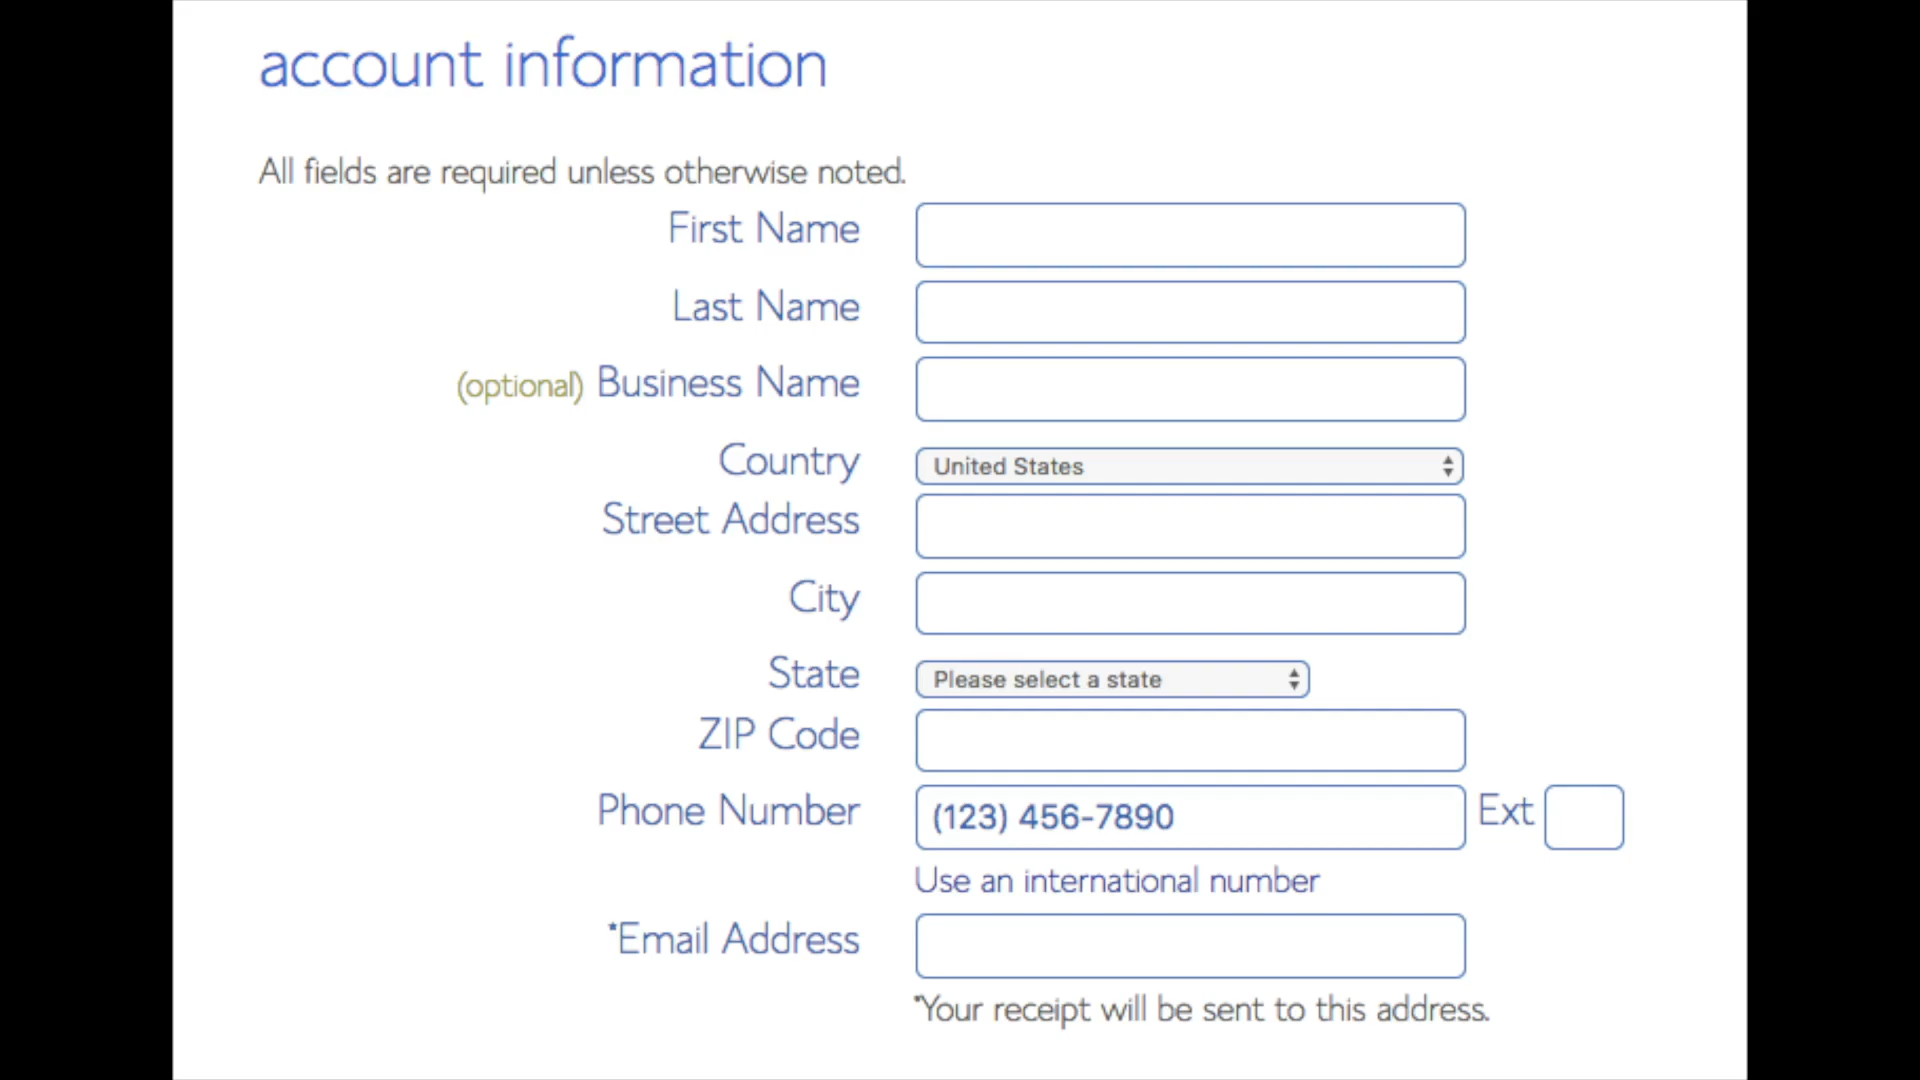 account information
All fields are required unless otherwise noted.
First Name
Last Name
(optional) Business Name
Country United States
Street Address
City
State Please select a state
ZIP Code
Phone Number (123) 456-7890 Ext
Use an international number
*Email Address
*Your receipt will be sent to this address.